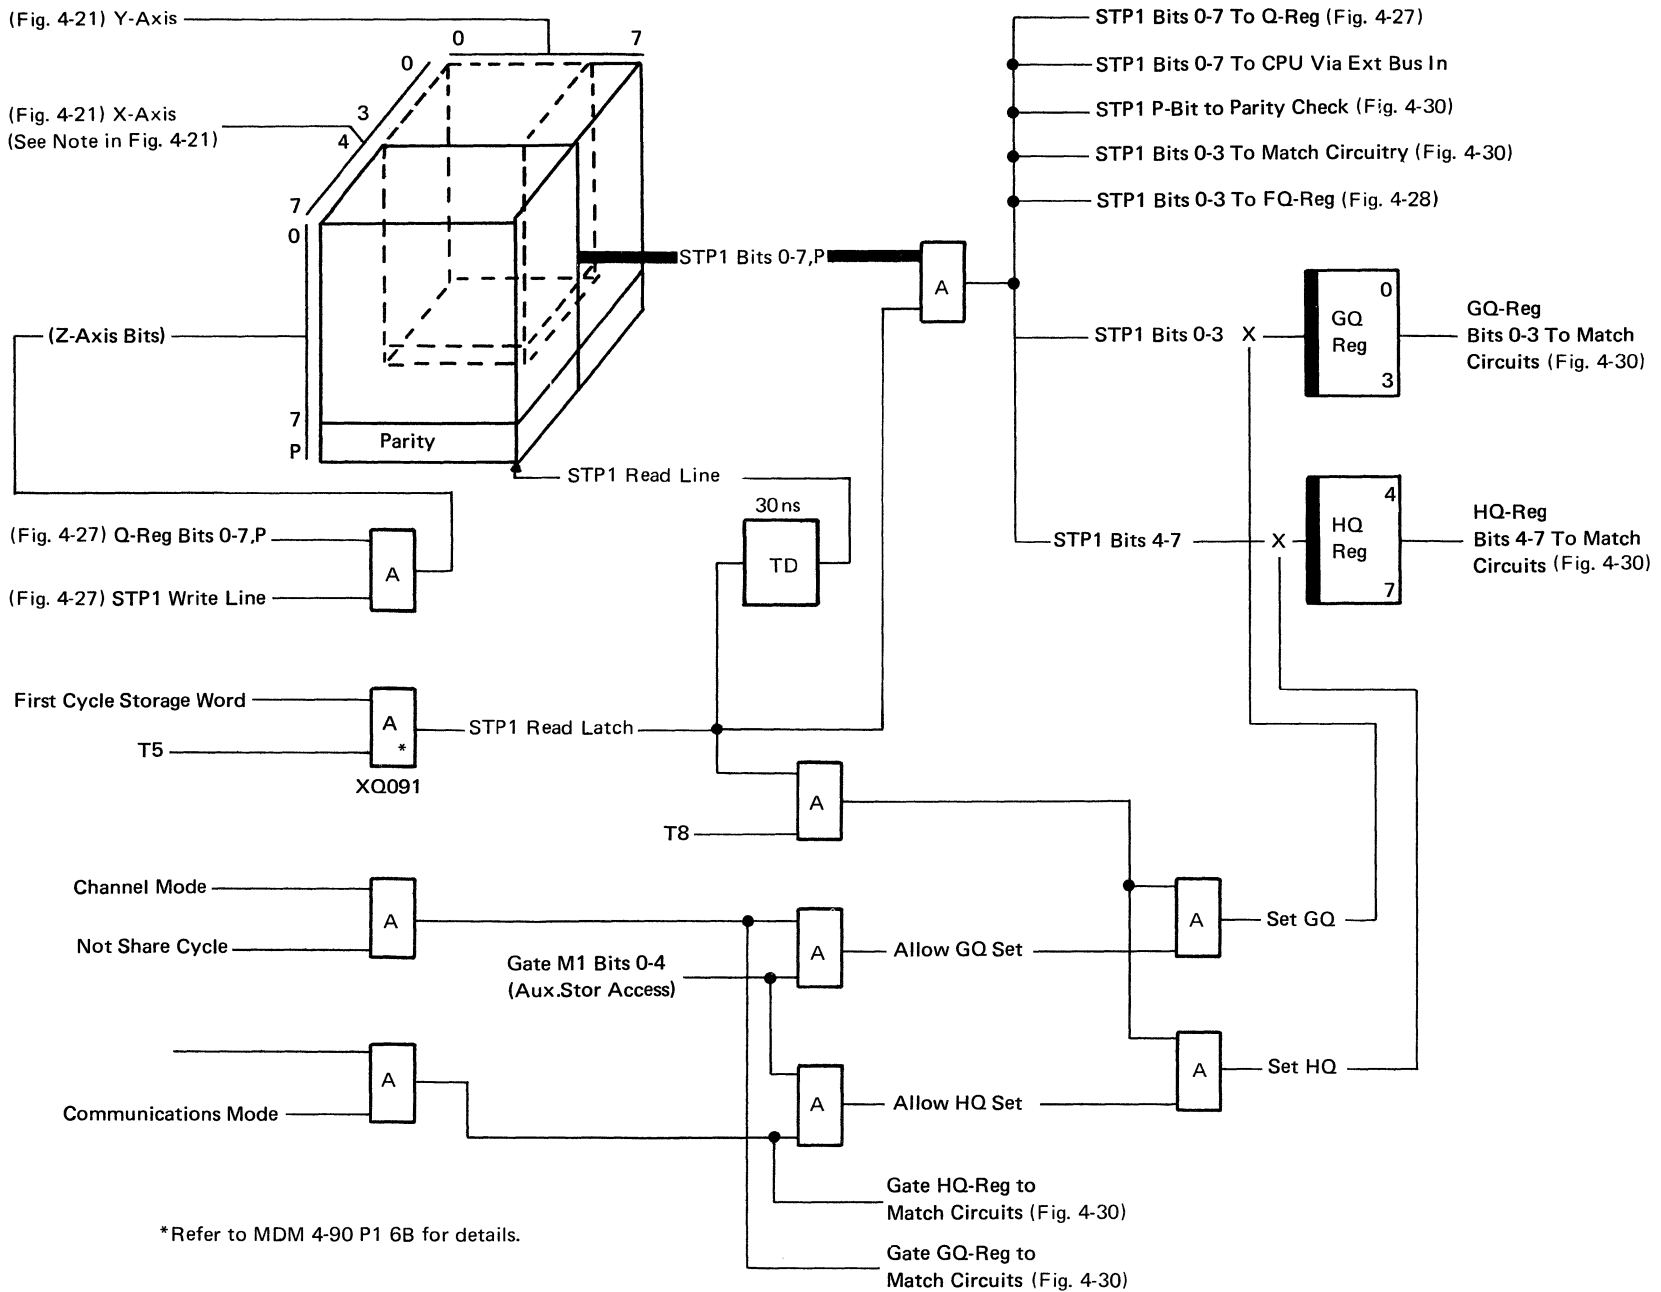 (Fig. 4-21) Y-Axis
0 7
0
(Fig. 4-21) X-Axis
(See Note in Fig. 4-21)
3
4
7
0
(Z-Axis Bits)
7
P
Parity
STP1 Bits 0-7,P
A
STP1 Bits 0-7 To Q-Reg (Fig. 4-27)
STP1 Bits 0-7 To CPU Via Ext Bus In
STP1 P-Bit to Parity Check (Fig. 4-30)
STP1 Bits 0-3 To Match Circuitry (Fig. 4-30)
STP1 Bits 0-3 To FQ-Reg (Fig. 4-28)
STP1 Bits 0-3 X
0
GQ
Reg
3
GQ-Reg
Bits 0-3 To Match
Circuits (Fig. 4-30)
STP1 Bits 4-7 X
4
HQ
Reg
7
HQ-Reg
Bits 4-7 To Match
Circuits (Fig. 4-30)
STP1 Read Line
30 ns
TD
(Fig. 4-27) Q-Reg Bits 0-7,P
A
(Fig. 4-27) STP1 Write Line
First Cycle Storage Word
A
*
T5
XQ091
STP1 Read Latch
A
T8
Channel Mode
A
Not Share Cycle
Gate M1 Bits 0-4
(Aux.Stor Access)
A
Allow GQ Set
A
Set GQ
A
Communications Mode
A
Allow HQ Set
A
Set HQ
Gate HQ-Reg to
Match Circuits (Fig. 4-30)
Gate GQ-Reg to
Match Circuits (Fig. 4-30)
*Refer to MDM 4-90 P1 6B for details.